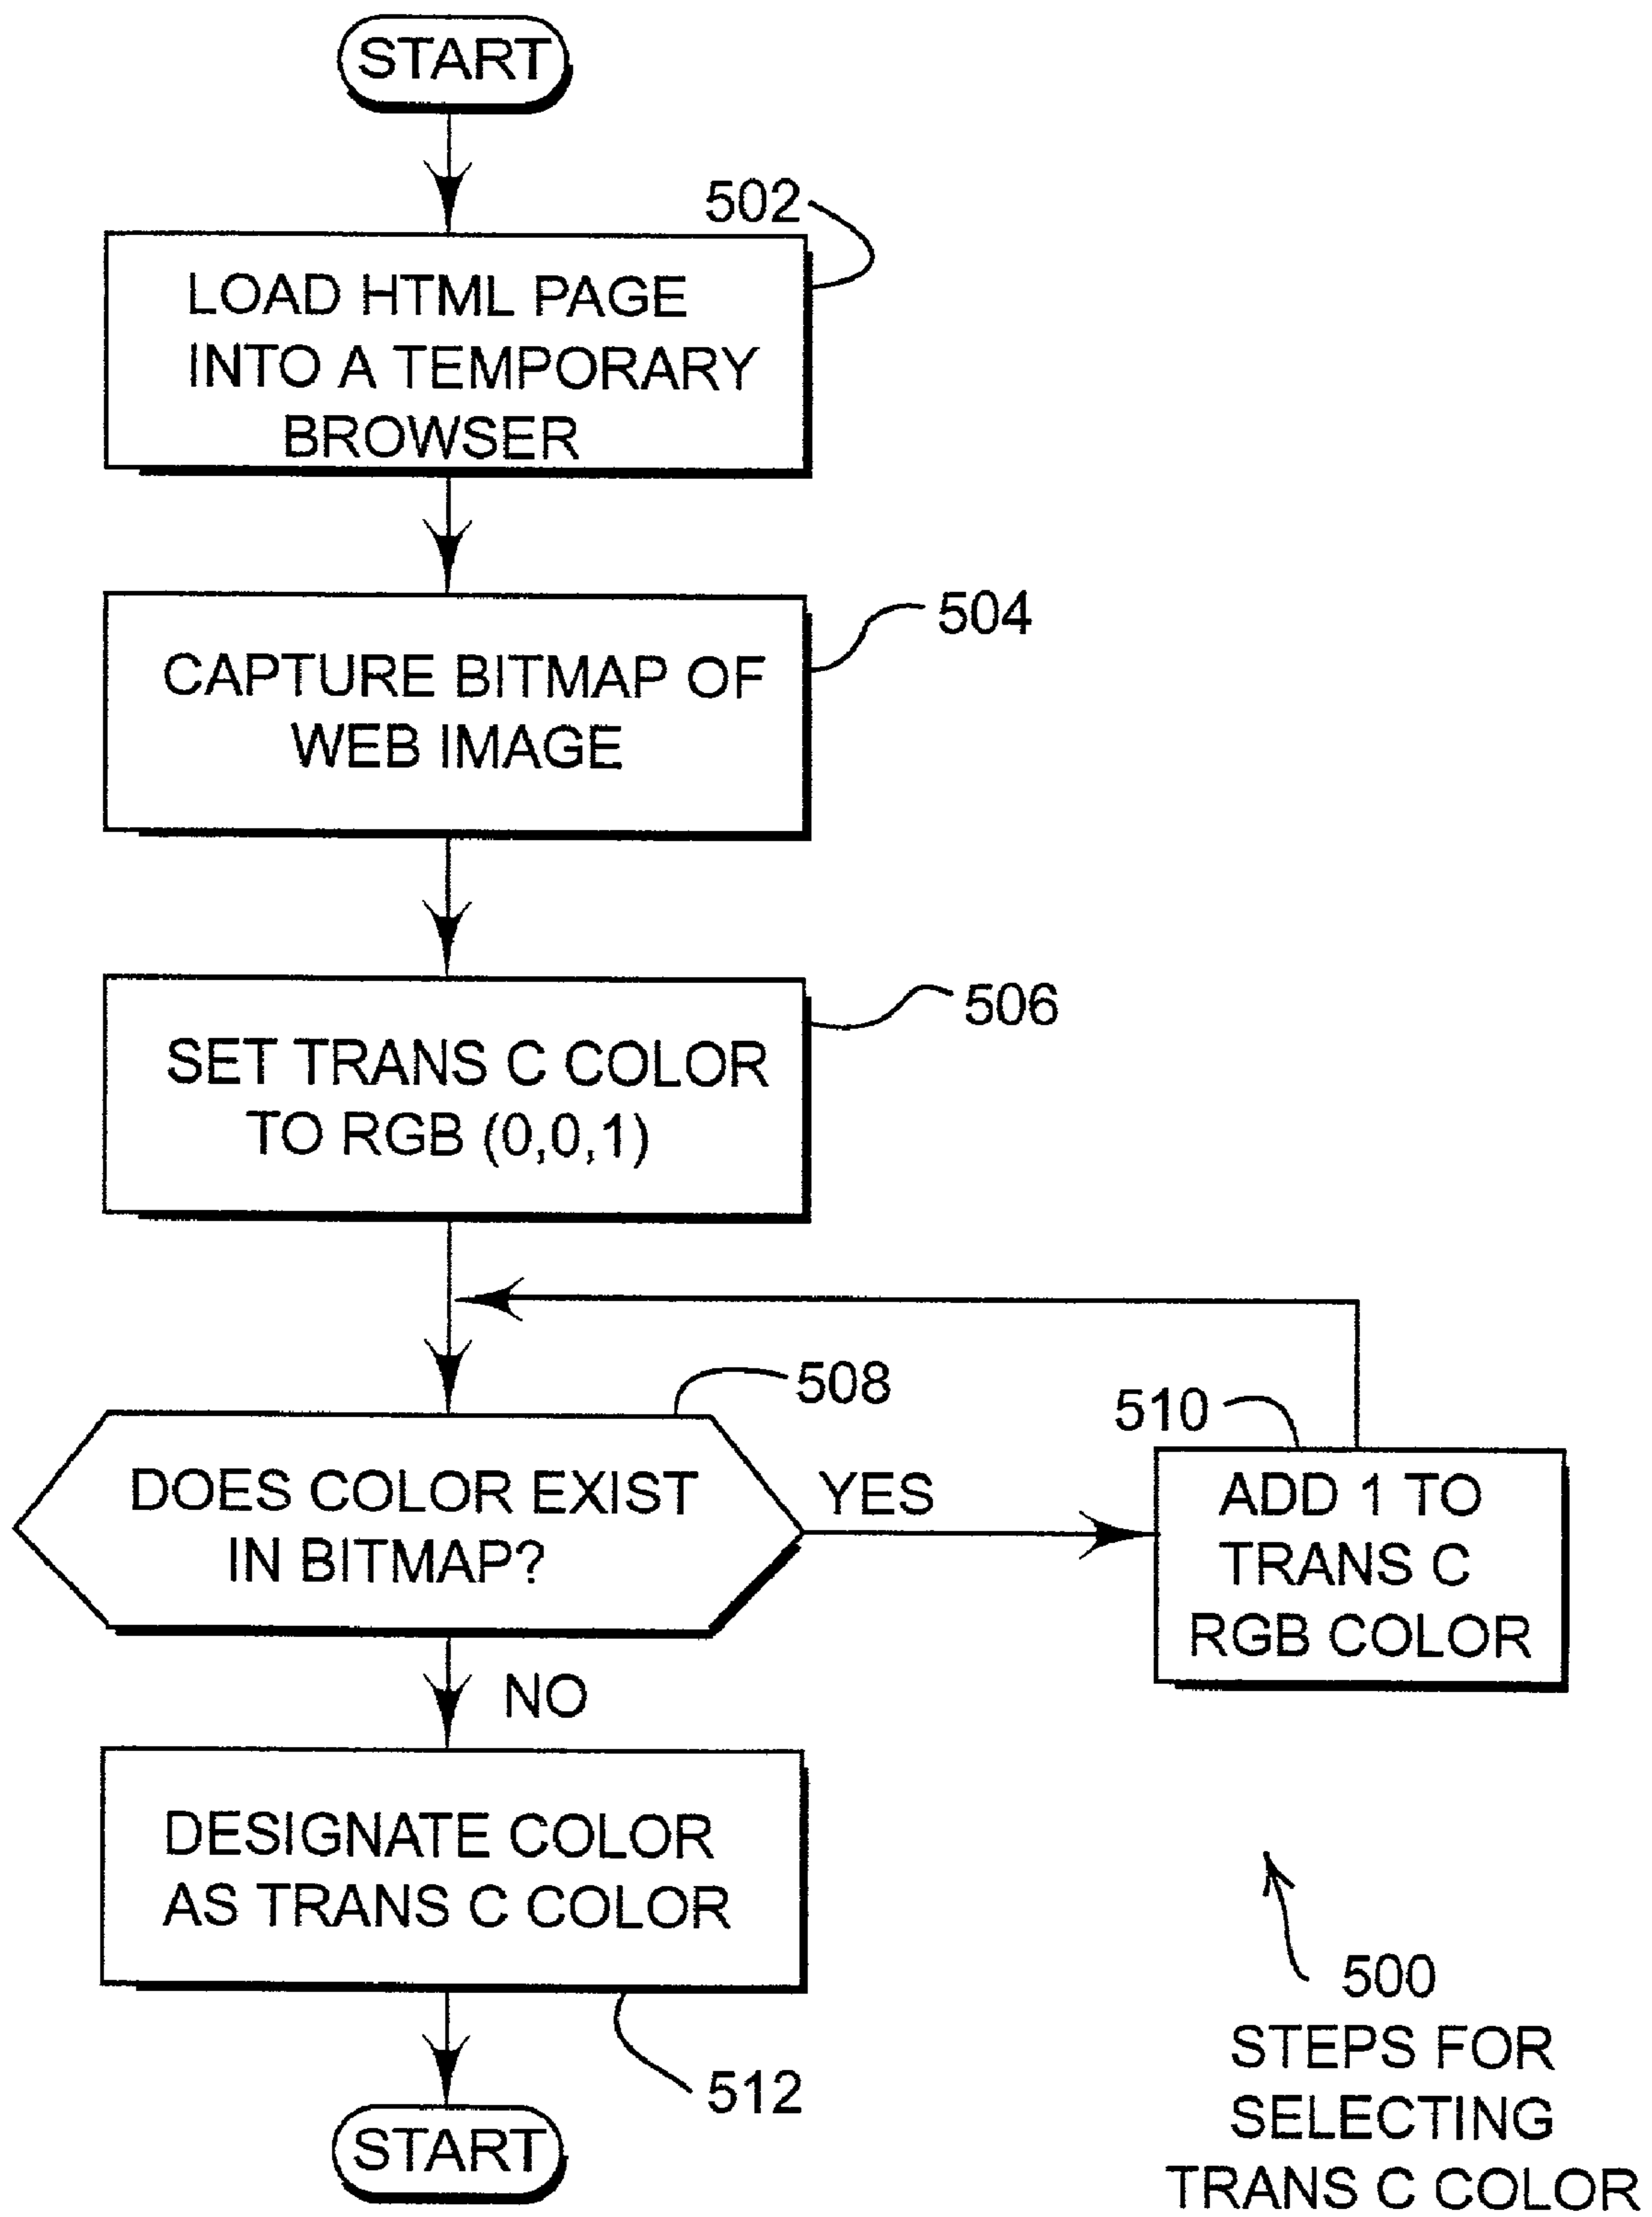 START
502
LOAD HTML PAGE
INTO A TEMPORARY
BROWSER
504
CAPTURE BITMAP OF
WEB IMAGE
506
SET TRANS C COLOR
TO RGB (0,0,1)
508
DOES COLOR EXIST
IN BITMAP?
YES
510
ADD 1 TO
TRANS C
RGB COLOR
NO
DESIGNATE COLOR
AS TRANS C COLOR
512
START
500
STEPS FOR
SELECTING
TRANS C COLOR